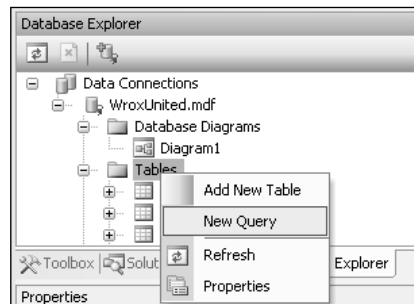 Database Explorer
Data Connections
WroxUnited.mdf
Database Diagrams
Diagram1
Tables
Add New Table
New Query
Refresh
Properties
Toolbox Solut Explorer
Properties